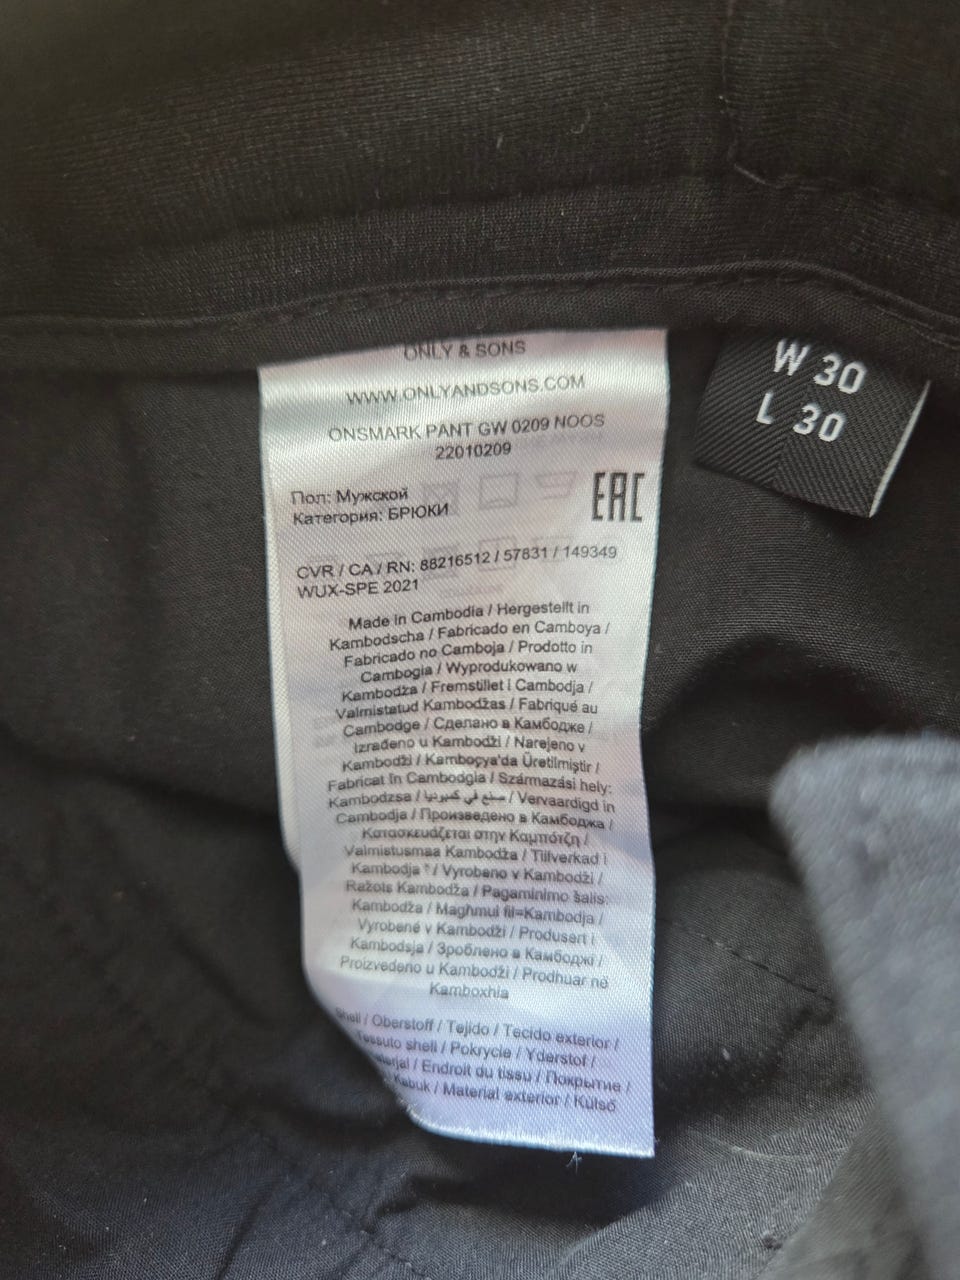 ONLY & SONS
WWW.ONLYANDSONS.COM
ONSMARK PANT GW 0209 NOOS
22010209
Пол: Мужской
Категория: БРЮКИ
EAC
CVR / CA / RN: 88216512 / 57831 / 149349
WUX-SPE 2021
Made in Cambodia / Hergestellt in
Kambodscha / Fabricado en Camboya /
Fabricado no Camboja / Prodotto in
Cambogia / Wyprodukowano w
Kambodża / Fremstillet i Cambodja /
Valmistatud Kambodžas / Fabriqué au
Cambodge / Сделано в Камбодже /
Izrađeno u Kambodži / Narejeno v
Kambodži / Kamboçya'da Üretilmiştir /
Fabricat în Cambodgia / Származási hely:
Kambodzsa / صنع في كمبوديا / Vervaardigd in
Cambodja / Произведено в Камбоджа /
Κατασκευάζεται στην Καμπότζη /
Valmistusmaa Kambodža / Tillverkad i
Kambodja * / Vyrobeno v Kambodži /
Ražots Kambodža / Pagaminimo šalis:
Kambodža / Magħmul fil=Kambodja /
Vyrobené v Kambodži / Produsert i
Kambodsja / Зроблено в Камбоджі /
Proizvedeno u Kambodži / Prodhuar në
Kamboxhia
Shell / Oberstoff / Tejido / Tecido exterior /
Tessuto shell / Pokrycie / Yderstof /
/ Endroit du tissu / Покрытие /
Kabuk / Material exterior / Külső
W 30
L 30